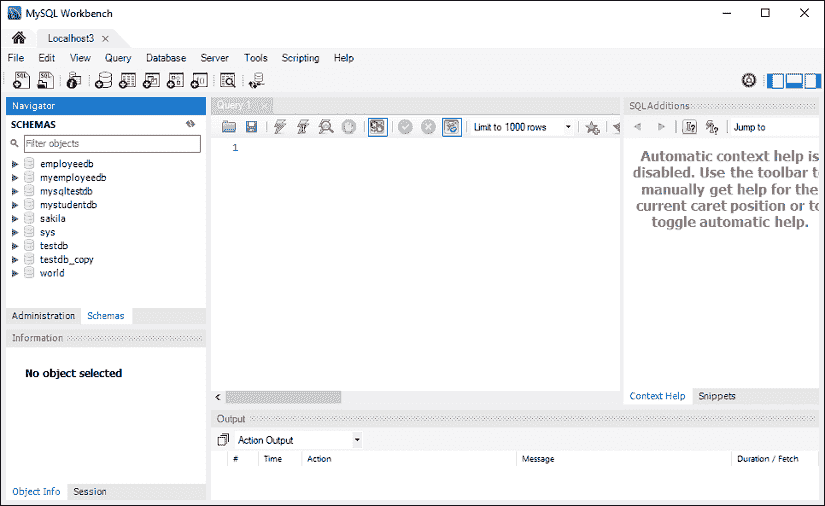 MySQL Workbench
Localhost3
File Edit View Query Database Server Tools Scripting Help
Navigator
SCHEMAS
Filter objects
employeedb
myemployeedb
mysqltestdb
mystudentdb
sakila
sys
testdb
testdb_copy
world
Administration Schemas
Information
No object selected
Object Info Session
Query 1
Limit to 1000 rows
1
SQLAdditions
Jump to
Automatic context help is
disabled. Use the toolbar to
manually get help for the
current caret position or to
toggle automatic help.
Context Help Snippets
Output
Action Output
# Time Action Message Duration / Fetch